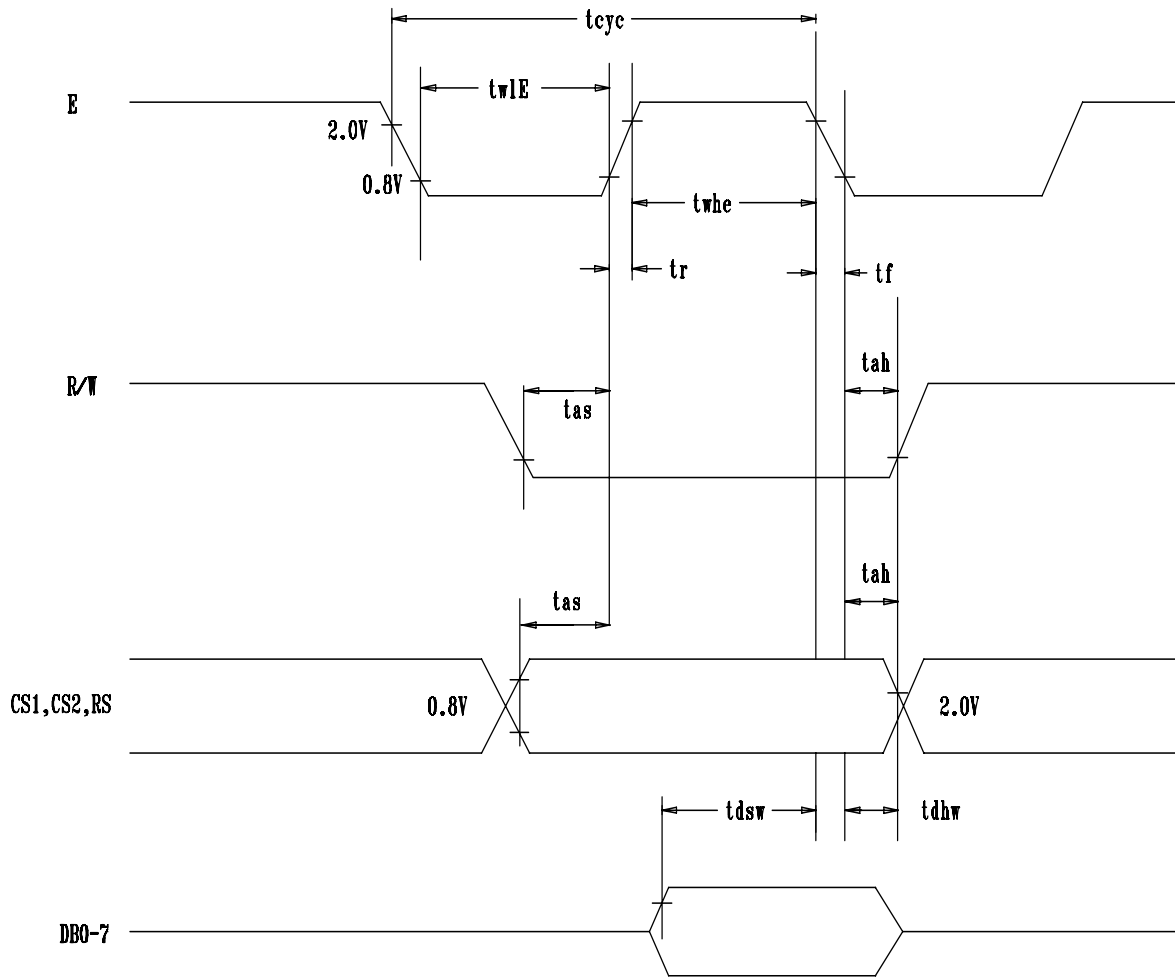 tcyc
twlE
E
2.0V
0.8V
twhe
tr
tf
tah
R/W
tas
tah
tas
CS1,CS2,RS
0.8V
2.0V
tdsw
tdhw
DB0-7